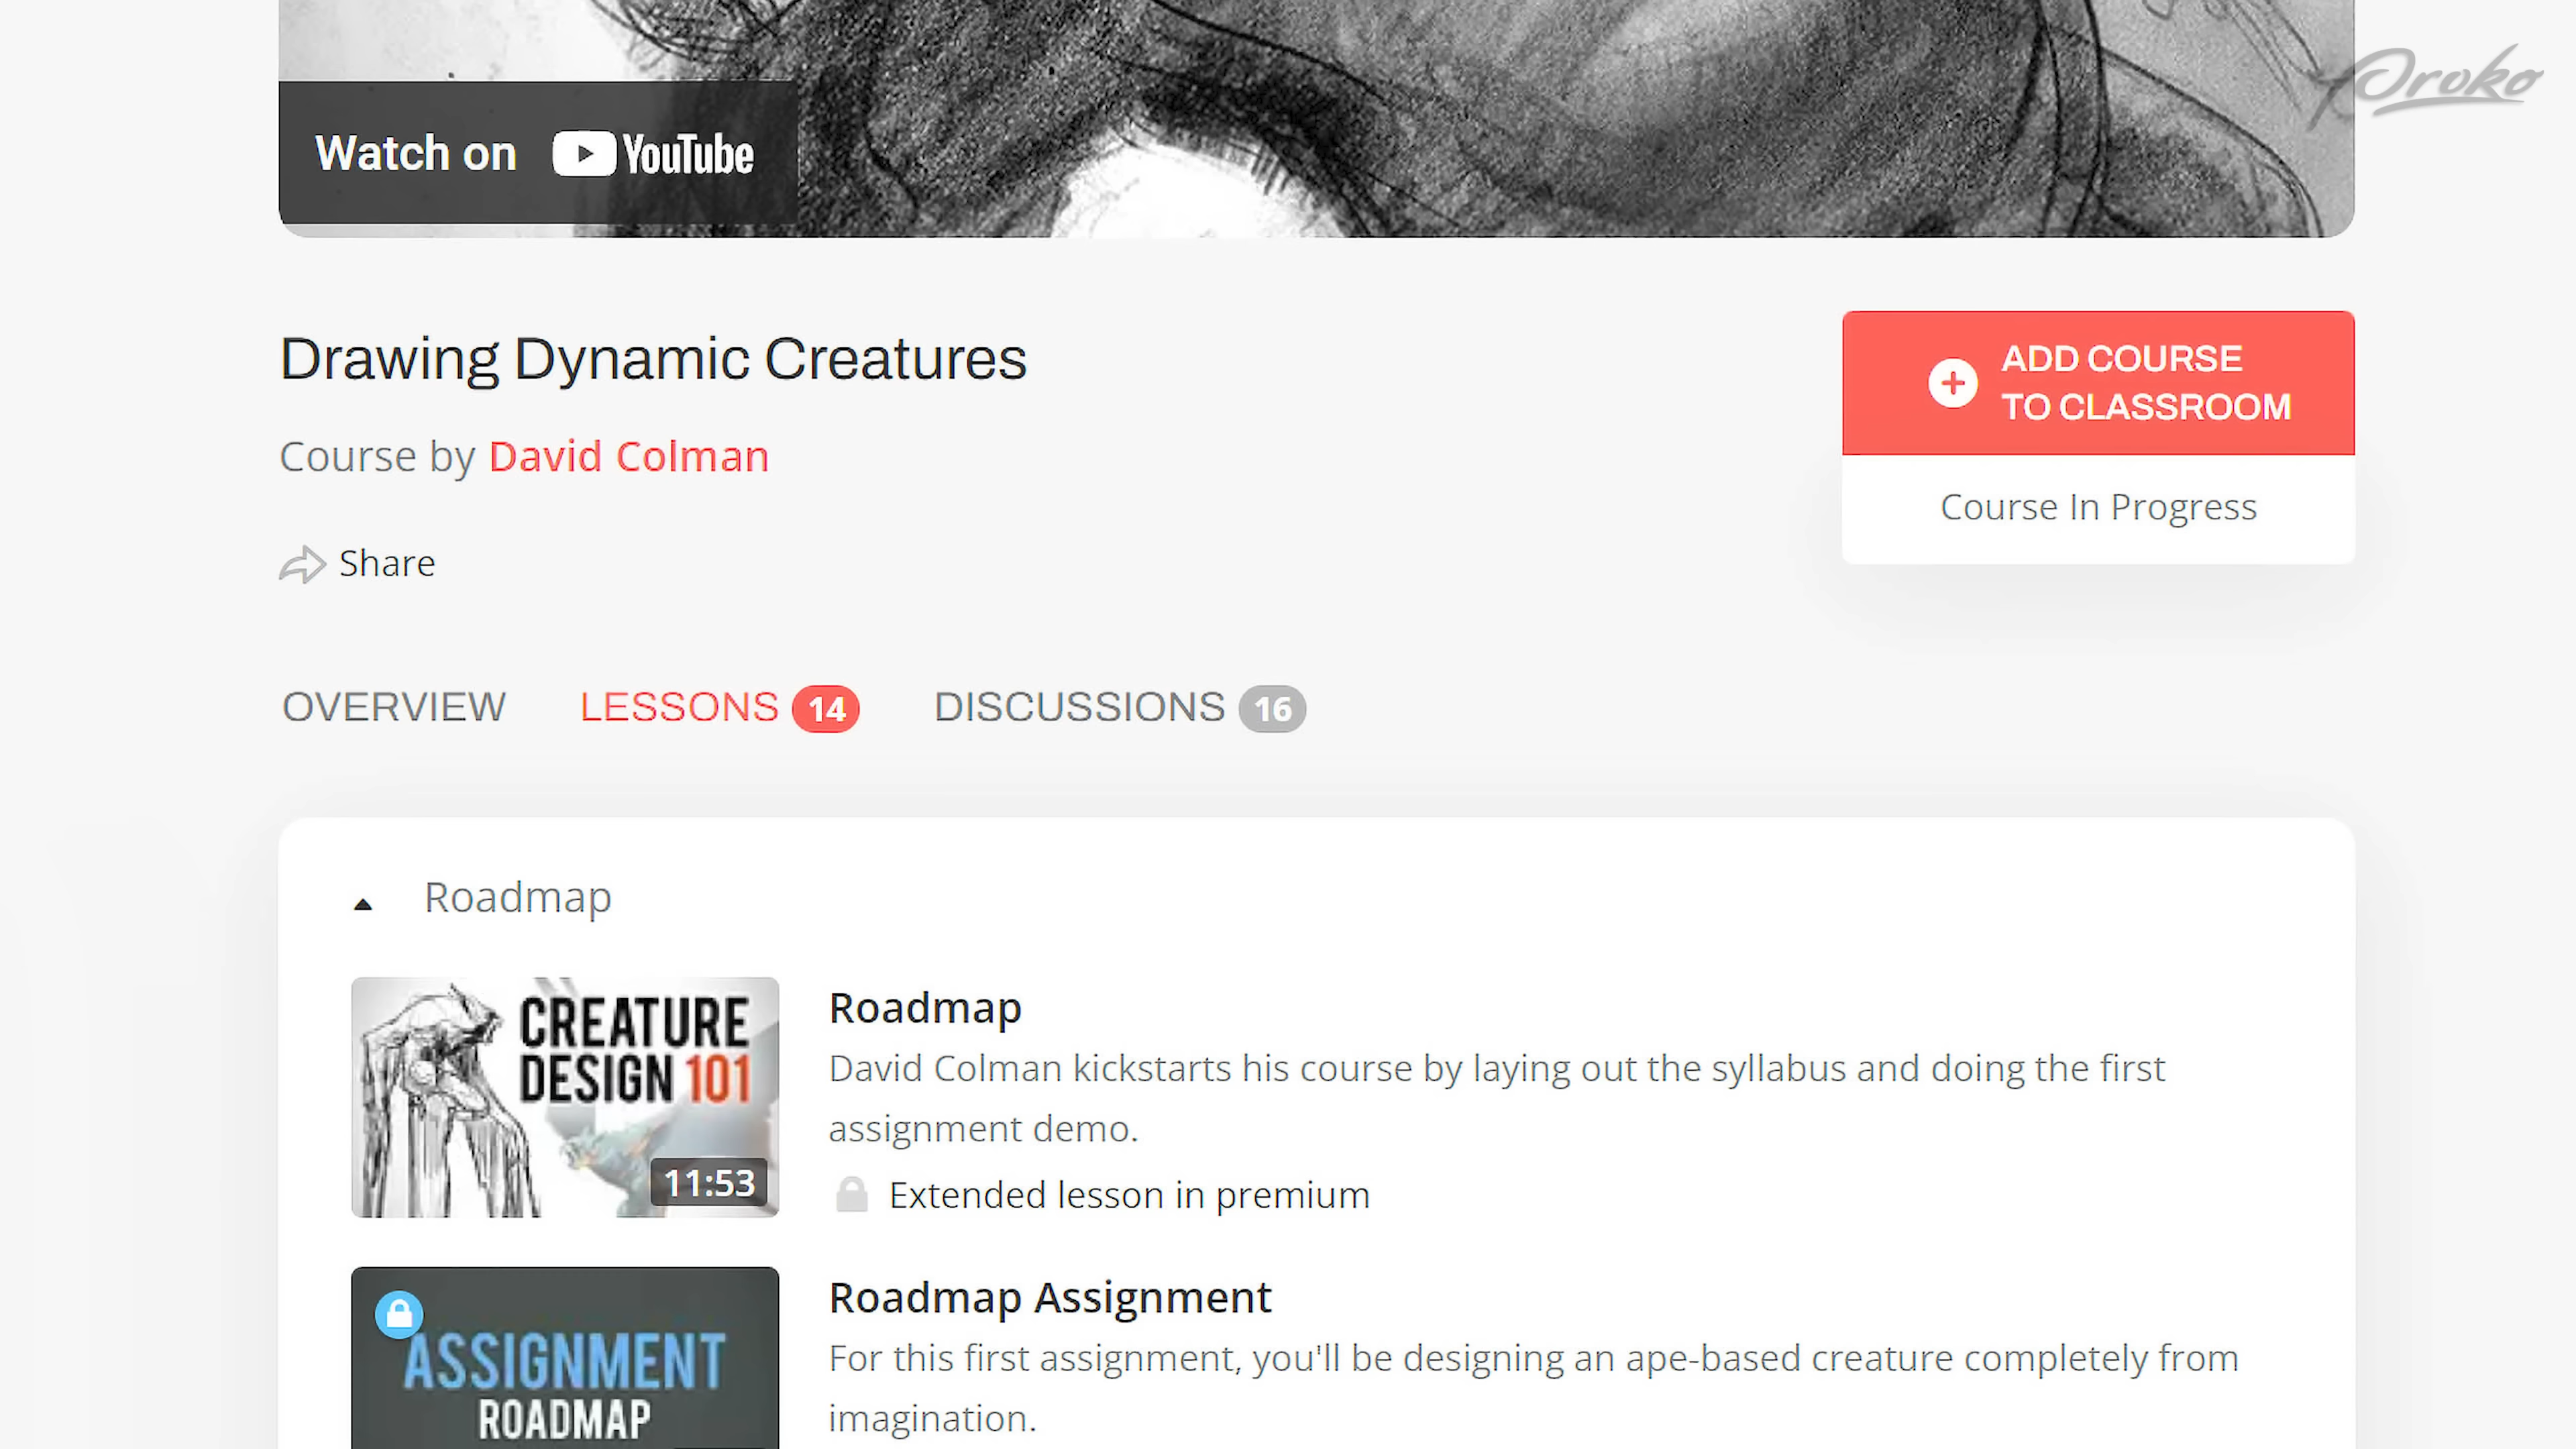 Proko
Watch on YouTube
Drawing Dynamic Creatures
ADD COURSE
TO CLASSROOM
Course by David Colman
Course In Progress
Share
OVERVIEW LESSONS 14 DISCUSSIONS 16
Roadmap
CREATURE
DESIGN 101
11:53
Roadmap
David Colman kickstarts his course by laying out the syllabus and doing the first
assignment demo.
Extended lesson in premium
ASSIGNMENT
ROADMAP
Roadmap Assignment
For this first assignment, you'll be designing an ape-based creature completely from
imagination.